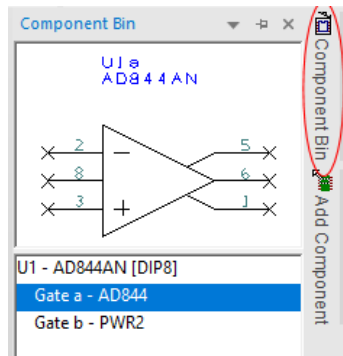 Component Bin
U1a
AD844AN
2
5
8
6
3
1
U1 - AD844AN [DIP8]
Gate a - AD844
Gate b - PWR2
Component Bin
Add Component